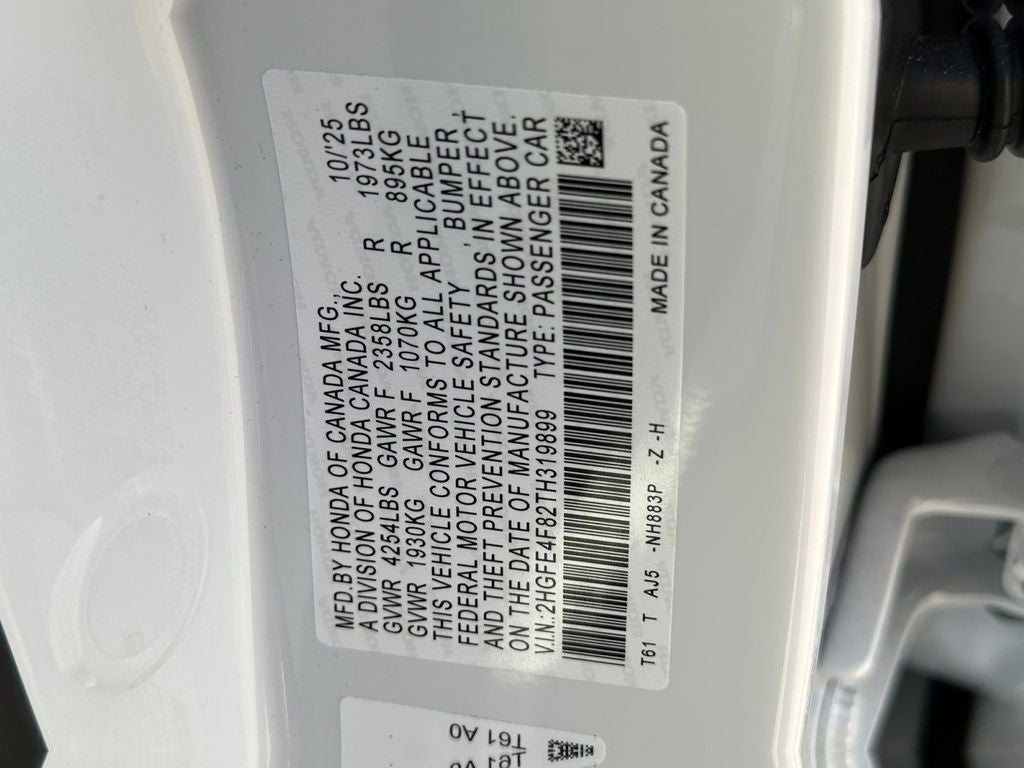 MFD.BY HONDA OF CANADA MFG., 10/'25
A DIVISION OF HONDA CANADA INC.
GVWR 4254LBS GAWR F 2358LBS R 1973LBS
GVWR 1930KG GAWR F 1070KG R 895KG
THIS VEHICLE CONFORMS TO ALL APPLICABLE
FEDERAL MOTOR VEHICLE SAFETY , BUMPER ,
AND THEFT PREVENTION STANDARDS IN EFFECT
ON THE DATE OF MANUFACTURE SHOWN ABOVE.
V.I.N.:2HGFE4F82TH319899 TYPE: PASSENGER CAR
T61 T AJ5 -NH883P -Z -H MADE IN CANADA
T61 A0